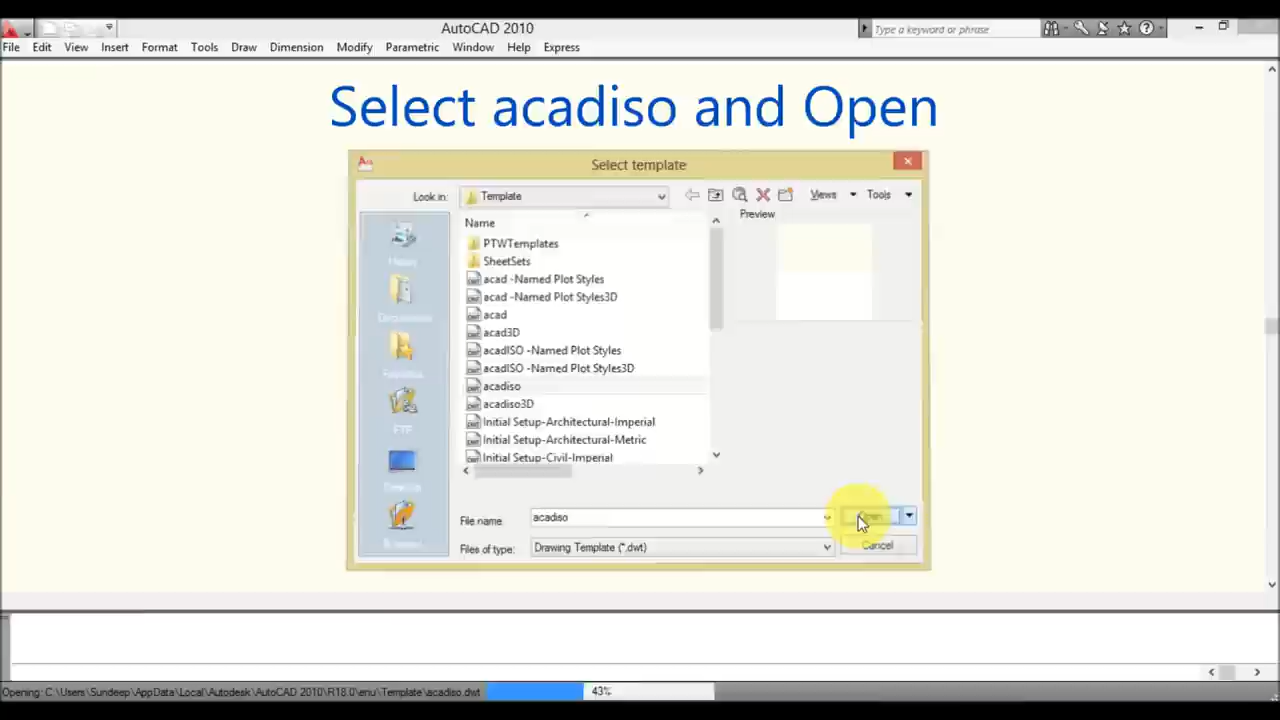 AutoCAD 2010
Type a keyword or phrase
File Edit View Insert Format Tools Draw Dimension Modify Parametric Window Help Express
Select acadiso and Open
Select template
Look in: Template Views Tools
Name
Preview
PTWTemplates
SheetSets
acad -Named Plot Styles
acad -Named Plot Styles3D
acad
acad3D
acadISO -Named Plot Styles
acadISO -Named Plot Styles3D
acadiso
acadiso3D
Initial Setup-Architectural-Imperial
Initial Setup-Architectural-Metric
Initial Setup-Civil-Imperial
FTP
File name: acadiso
Open
Files of type: Drawing Template (*.dwt)
Cancel
Opening: C:\Users\Sundeep\AppData\Local\Autodesk\AutoCAD 2010\R18.0\enu\Template\acadiso.dwt
43%